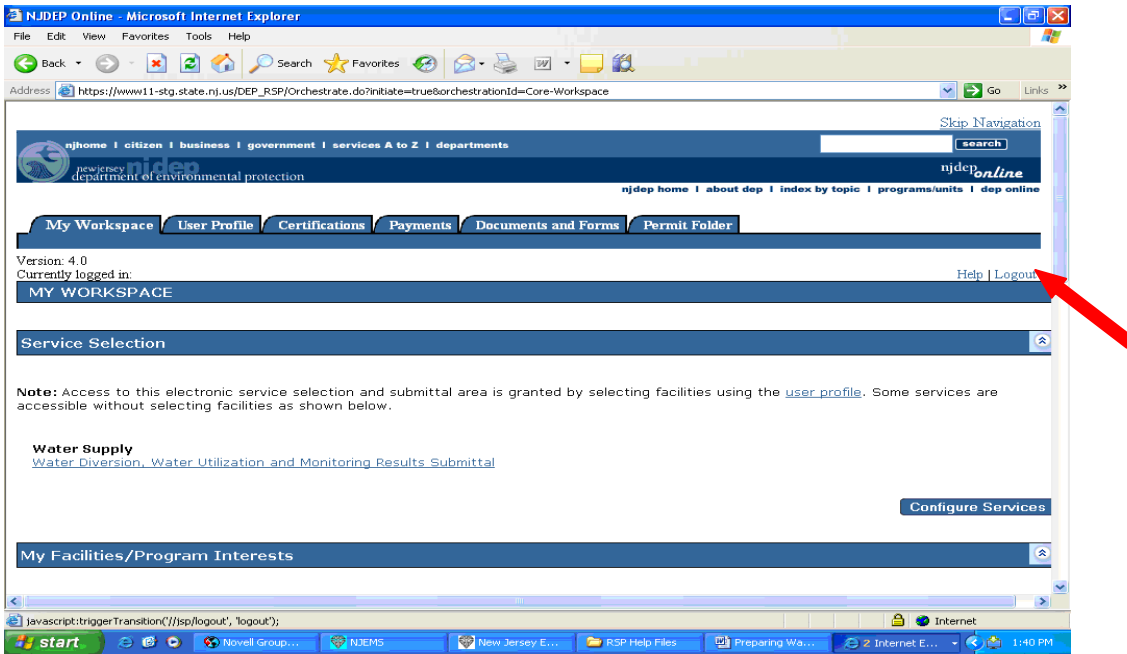 NJDEP Online - Microsoft Internet Explorer
File Edit View Favorites Tools Help
Back Search Favorites
Address https://www11-stg.state.nj.us/DEP_RSP/Orchestrate.do?initiate=true&orchestrationId=Core-Workspace Go Links »
Skip Navigation
njhome I citizen I business I government I services A to Z I departments search
newjersey njdep
department of environmental protection
njdeponline
njdep home I about dep I index by topic I programs/units I dep online
My Workspace User Profile Certifications Payments Documents and Forms Permit Folder
Version: 4.0
Currently logged in: Help | Logout
MY WORKSPACE
Service Selection
Note: Access to this electronic service selection and submittal area is granted by selecting facilities using the user profile. Some services are
accessible without selecting facilities as shown below.
Water Supply
Water Diversion, Water Utilization and Monitoring Results Submittal
Configure Services
My Facilities/Program Interests
javascript:triggerTransition('//jsp/logout', 'logout'); Internet
start Novell Group... NJEMS New Jersey E... RSP Help Files Preparing Wa... 2 Internet E... 1:40 PM